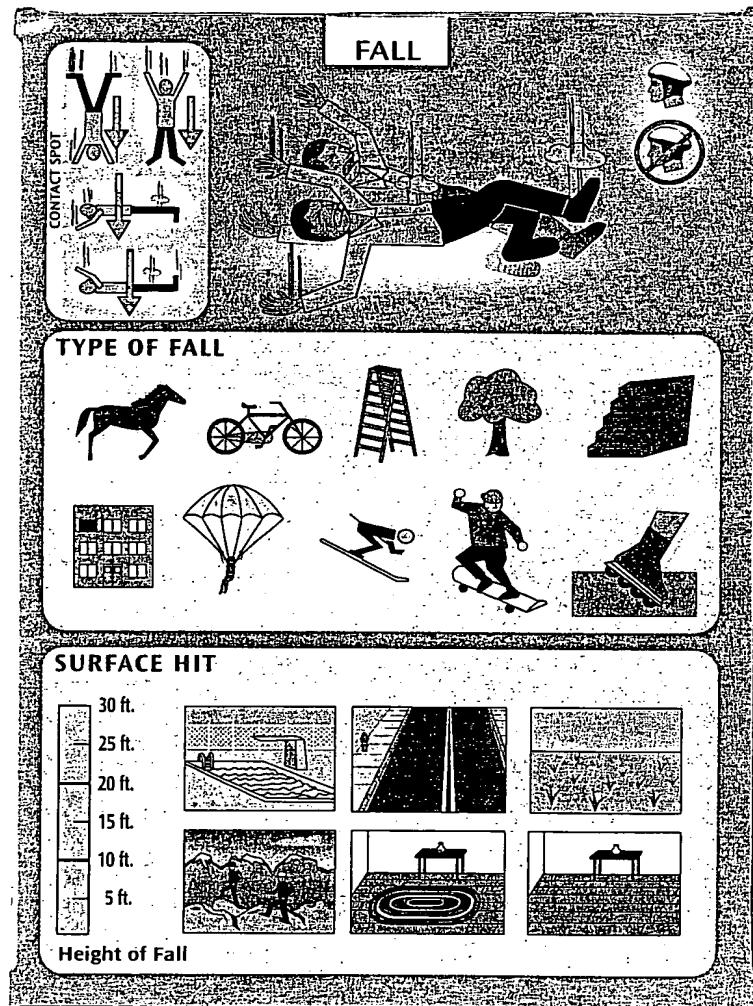 FALL
CONTACT SPOT
TYPE OF FALL
SURFACE HIT
30 ft.
25 ft.
20 ft.
15 ft.
10 ft.
5 ft.
Height of Fall